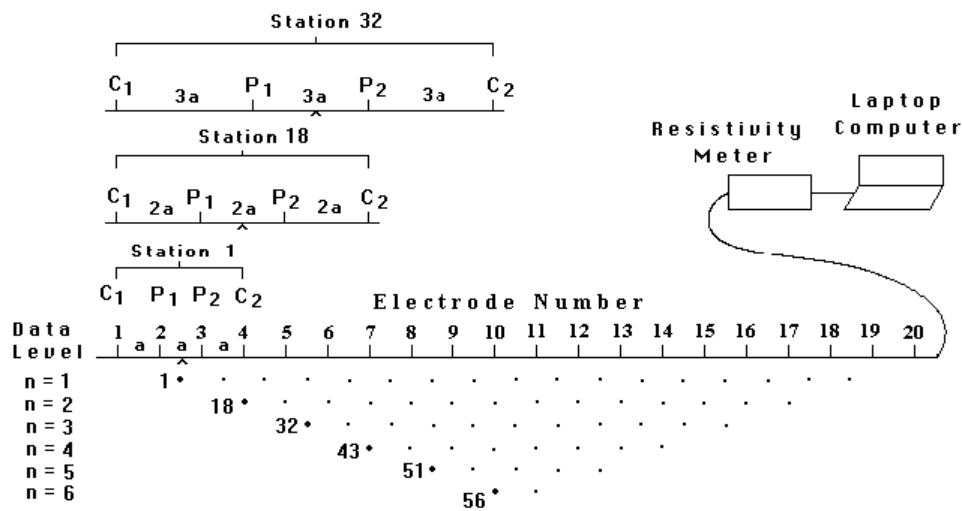 Station 32
C1 P1 P2 C2
3a 3a 3a
Laptop
Computer
Resistivity
Meter
Station 18
C1 P1 P2 C2
2a 2a 2a
Station 1
C1 P1 P2 C2
Electrode Number
Data
Level
1 2 3 4 5 6 7 8 9 10 11 12 13 14 15 16 17 18 19 20
a a a
n = 1 1
n = 2 18
n = 3 32
n = 4 43
n = 5 51
n = 6 56